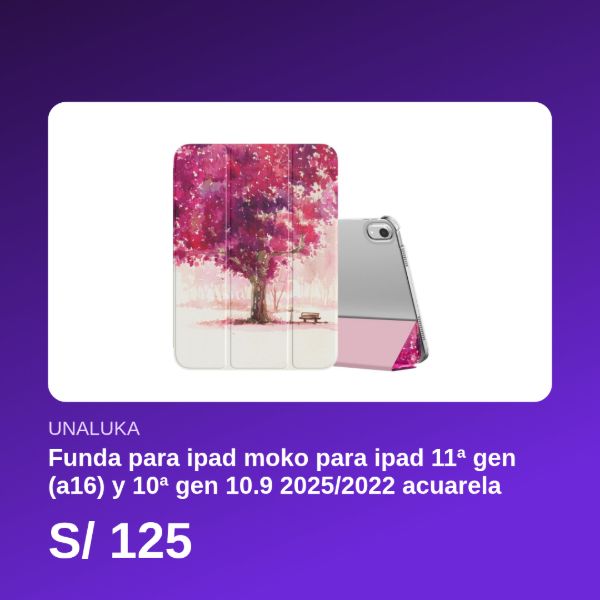 UNALUKA
Funda para ipad moko para ipad 11ª gen
(a16) y 10ª gen 10.9 2025/2022 acuarela
S/ 125